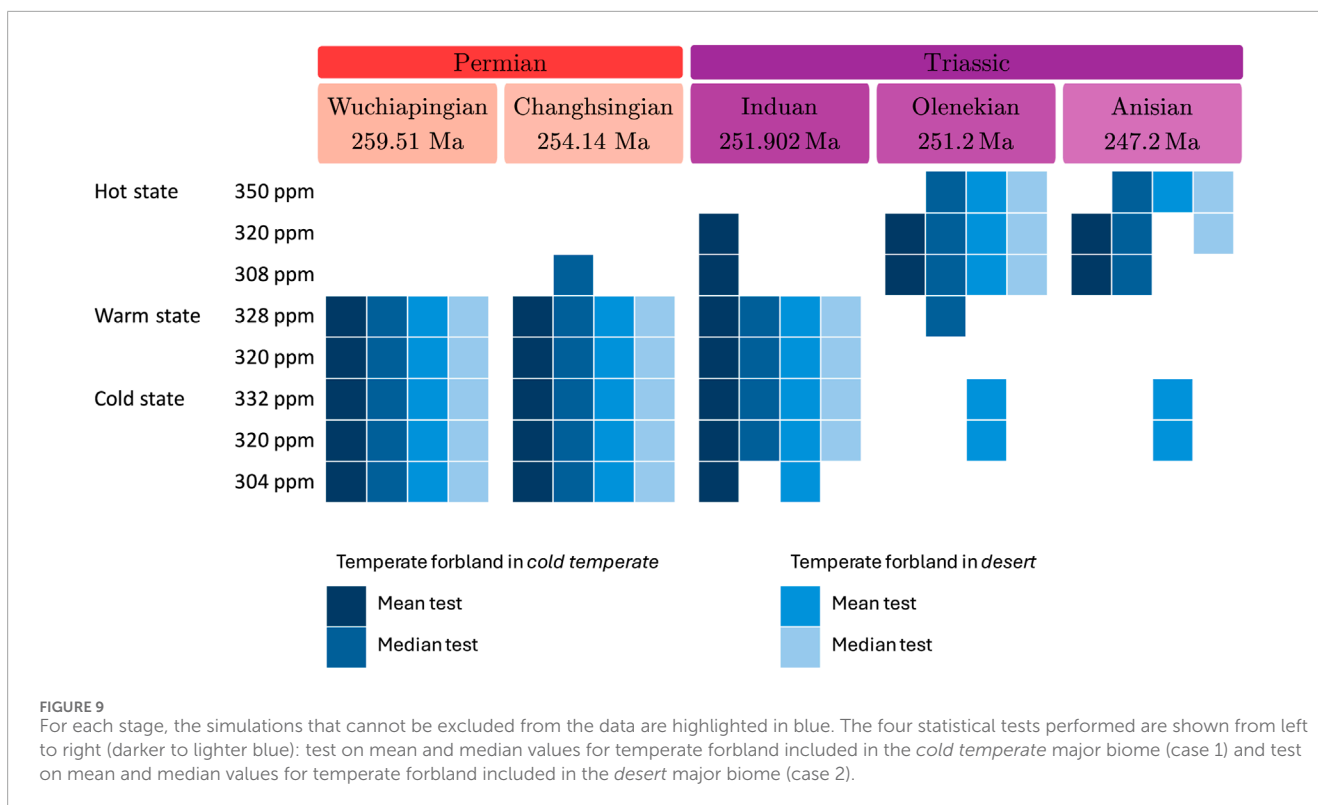 Permian
Triassic
Wuchiapingian
259.51 Ma
Changhsingian
254.14 Ma
Induan
251.902 Ma
Olenekian
251.2 Ma
Anisian
247.2 Ma
Hot state
350 ppm
320 ppm
308 ppm
Warm state
328 ppm
320 ppm
Cold state
332 ppm
320 ppm
304 ppm
Temperate forbland in cold temperate
Mean test
Median test
Temperate forbland in desert
Mean test
Median test
FIGURE 9
For each stage, the simulations that cannot be excluded from the data are highlighted in blue. The four statistical tests performed are shown from left
to right (darker to lighter blue): test on mean and median values for temperate forbland included in the cold temperate major biome (case 1) and test
on mean and median values for temperate forbland included in the desert major biome (case 2).